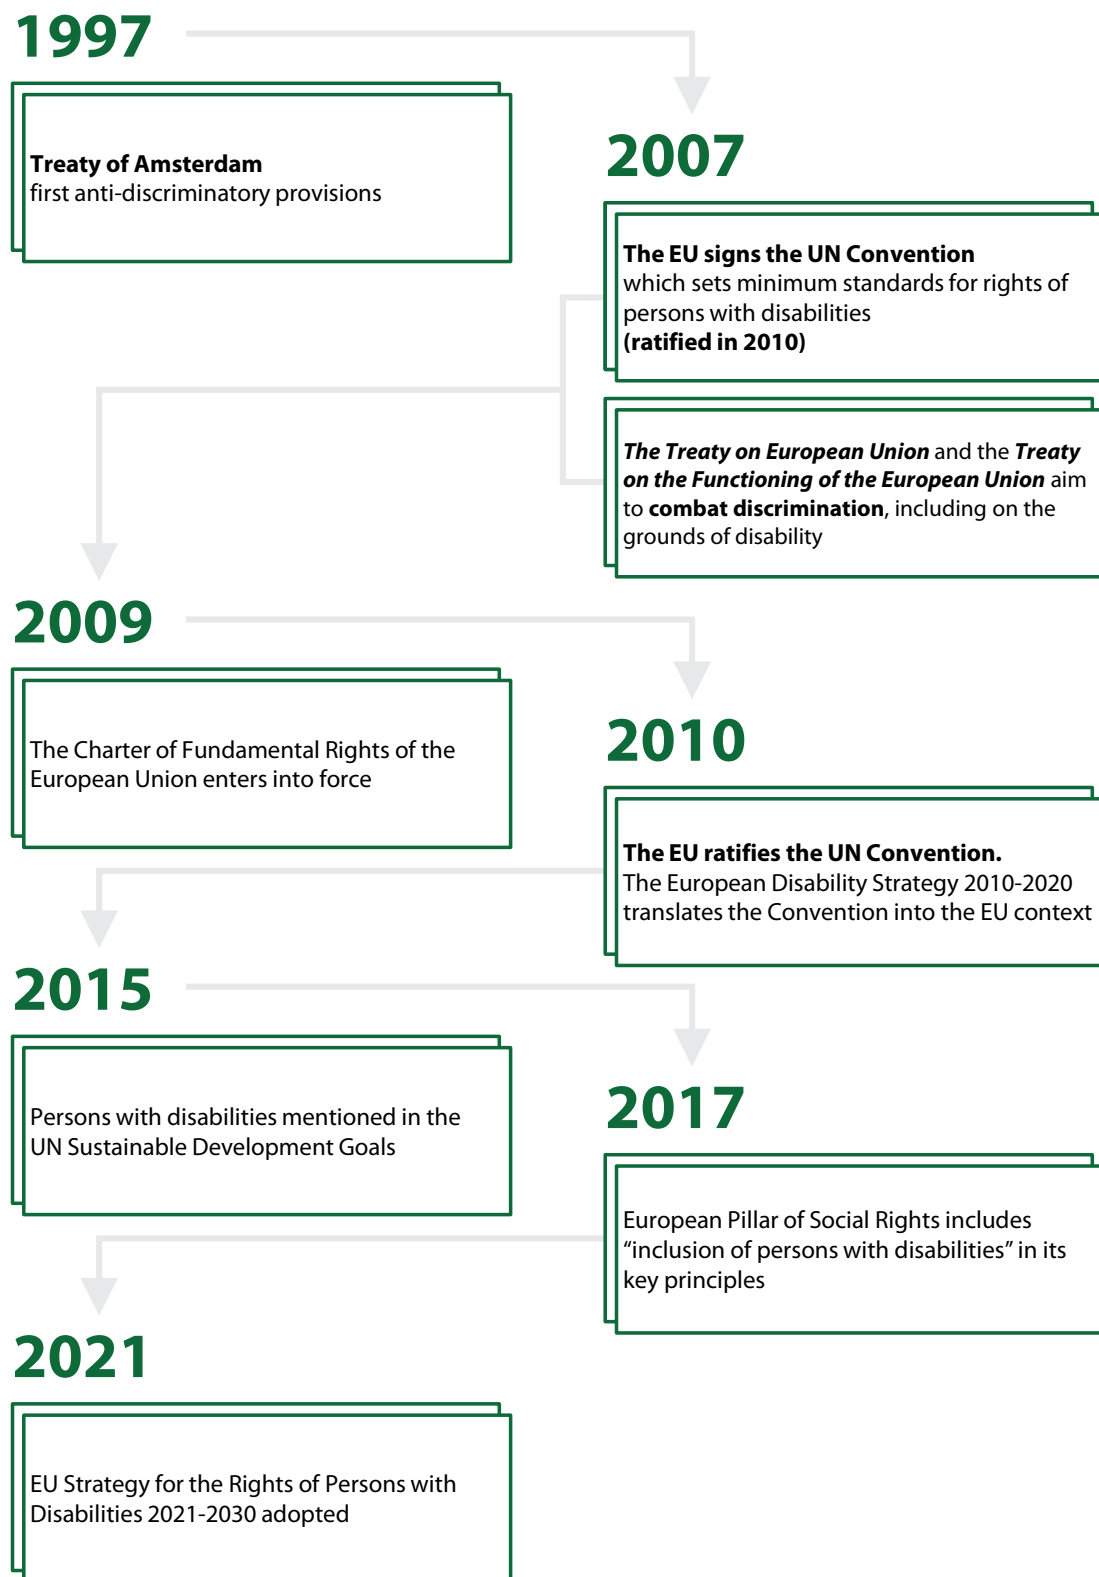 1997
Treaty of Amsterdam
first anti-discriminatory provisions
2007
The EU signs the UN Convention
which sets minimum standards for rights of
persons with disabilities
(ratified in 2010)
The Treaty on European Union and the Treaty
on the Functioning of the European Union aim
to combat discrimination, including on the
grounds of disability
2009
The Charter of Fundamental Rights of the
European Union enters into force
2010
The EU ratifies the UN Convention.
The European Disability Strategy 2010-2020
translates the Convention into the EU context
2015
Persons with disabilities mentioned in the
UN Sustainable Development Goals
2017
European Pillar of Social Rights includes
“inclusion of persons with disabilities” in its
key principles
2021
EU Strategy for the Rights of Persons with
Disabilities 2021-2030 adopted